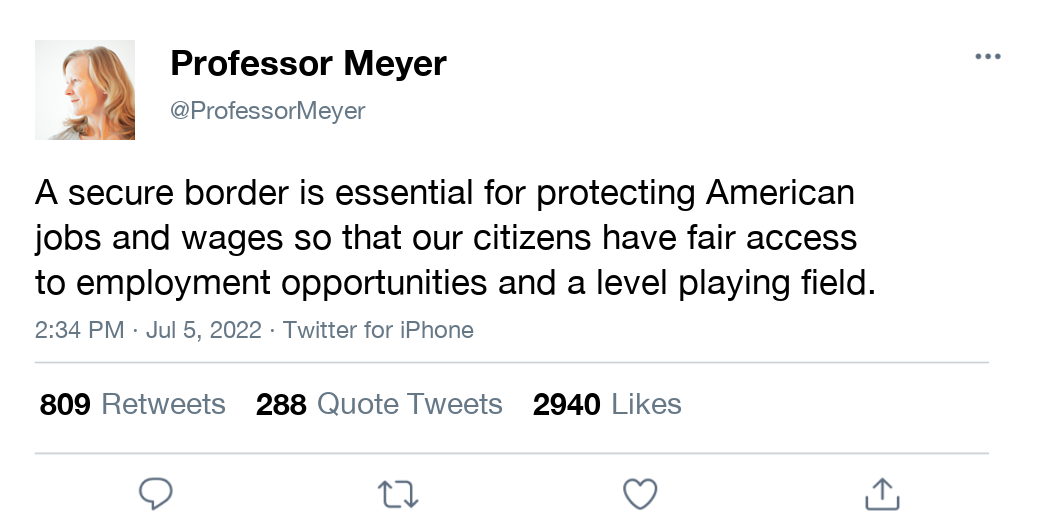 Professor Meyer
@ProfessorMeyer
A secure border is essential for protecting American
jobs and wages so that our citizens have fair access
to employment opportunities and a level playing field.
2:34 PM · Jul 5, 2022 · Twitter for iPhone
809 Retweets 288 Quote Tweets 2940 Likes